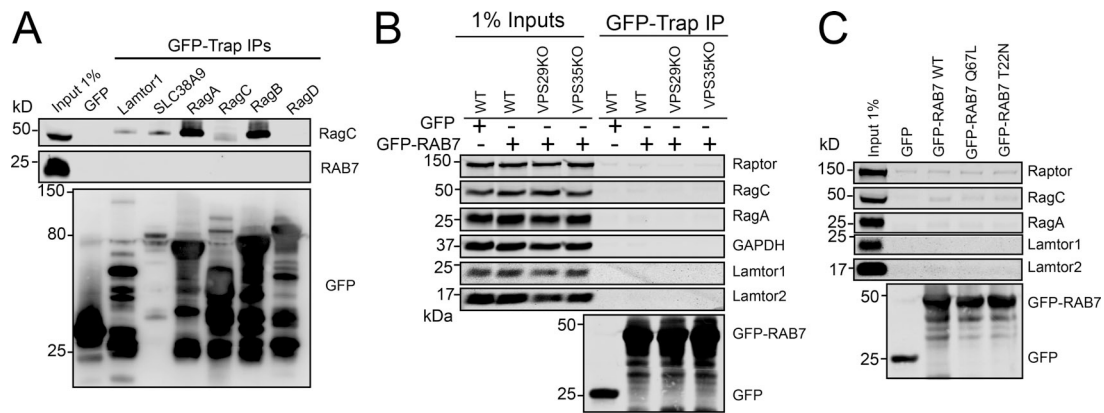 A
GFP-Trap IPs
kD
Input 1%
GFP
Lamtor1
SLC38A9
RagA
RagC
RagB
RagD
50
RagC
25
RAB7
150
80
GFP
25
B
1% Inputs
GFP-Trap IP
WT
WT
VPS29KO
VPS35KO
WT
WT
VPS29KO
VPS35KO
GFP + - - - + - - -
GFP-RAB7 - + + + - + + +
150 Raptor
50 RagC
25 RagA
37 GAPDH
25 Lamtor1
17 Lamtor2
kDa
50
GFP-RAB7
25
GFP
C
kD
Input 1%
GFP
GFP-RAB7 WT
GFP-RAB7 Q67L
GFP-RAB7 T22N
150 Raptor
50 RagC
25 RagA
25 Lamtor1
17 Lamtor2
50 GFP-RAB7
25 GFP